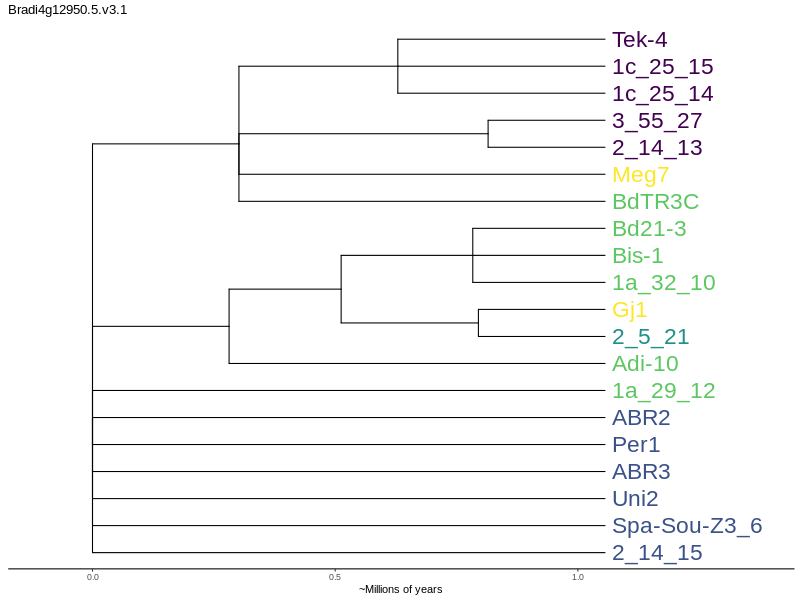 Bradi4g12950.5.v3.1
Tek-4
1c_25_15
1c_25_14
3_55_27
2_14_13
Meg7
BdTR3C
Bd21-3
Bis-1
1a_32_10
Gj1
2_5_21
Adi-10
1a_29_12
ABR2
Per1
ABR3
Uni2
Spa-Sou-Z3_6
2_14_15
0.0 0.5 1.0
~Millions of years